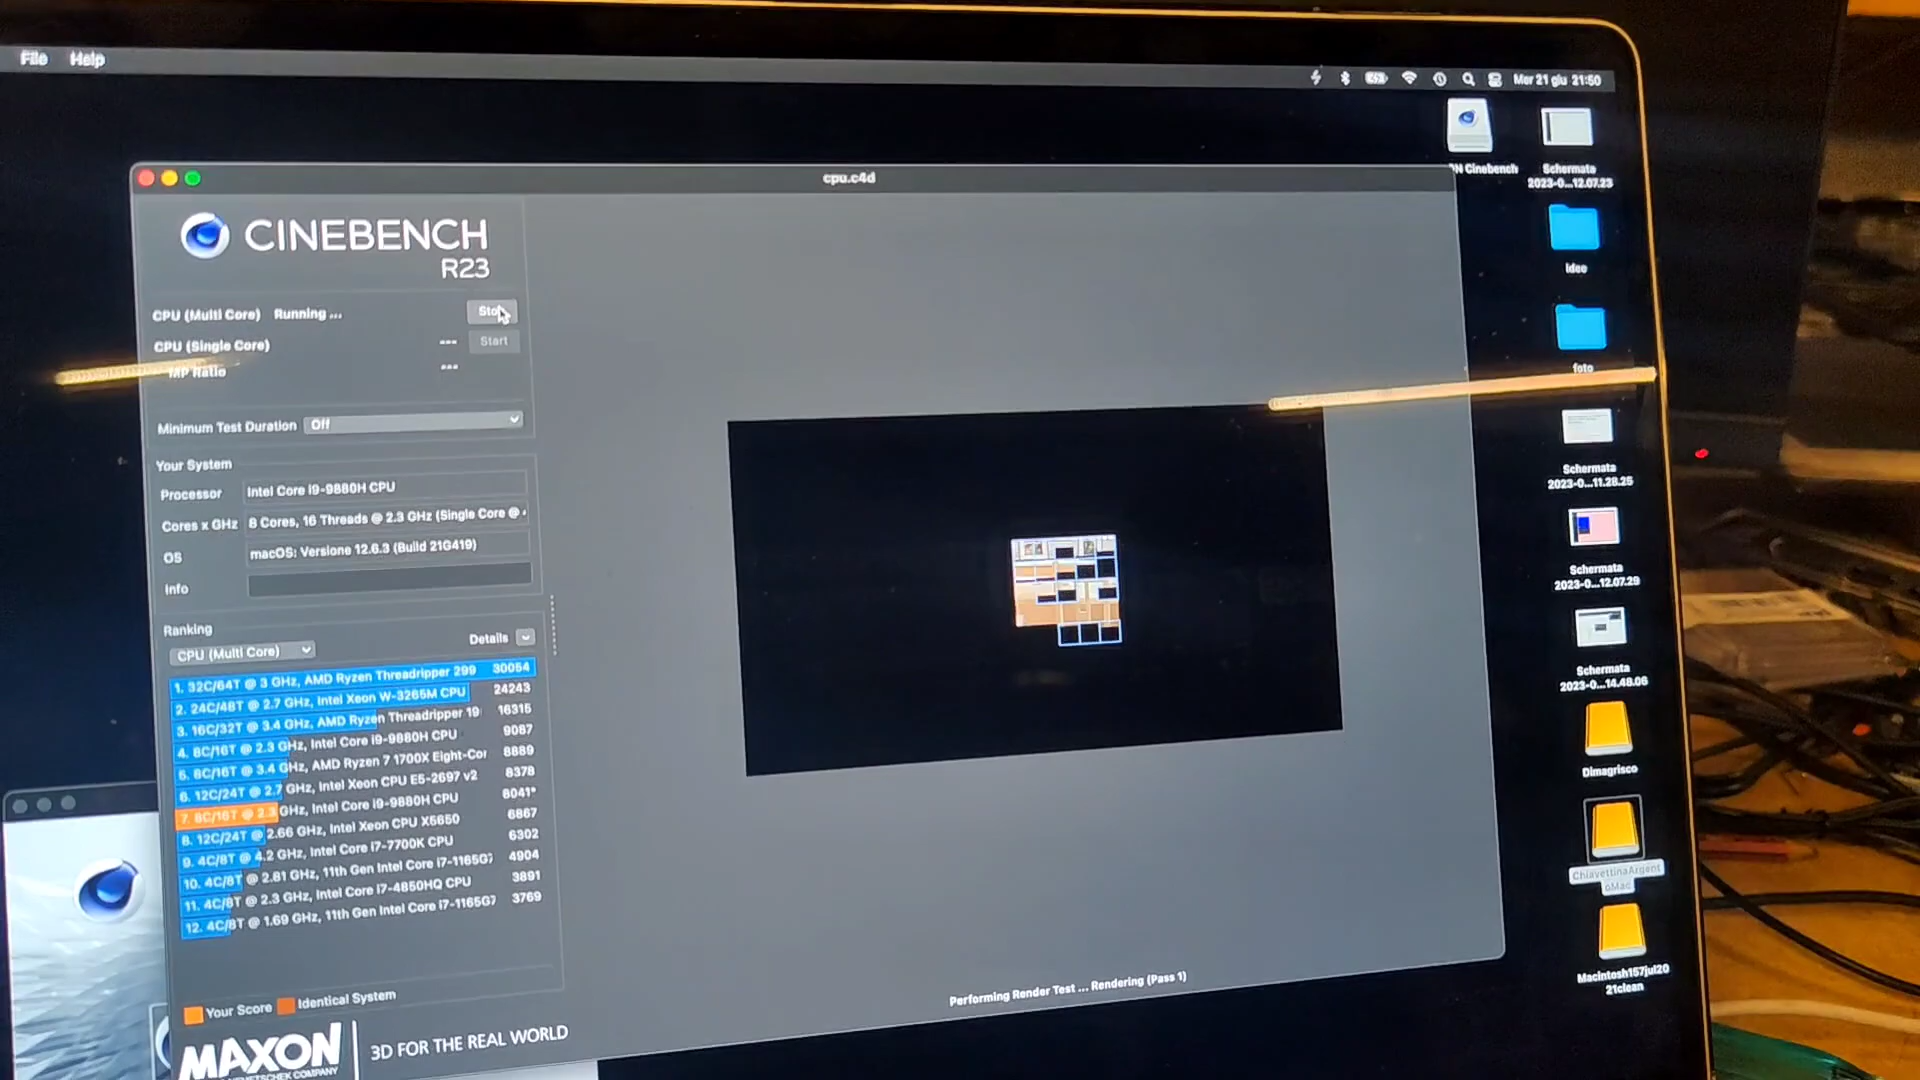 File Help
Mer 21 giu 21:50
cpu.c4d
CINEBENCH
R23
CPU (Multi Core) Running ...
CPU (Single Core) --- Start
MP Ratio ---
Minimum Test Duration Off
Your System
Processor Intel Core i9-9880H CPU
Cores x GHz 8 Cores, 16 Threads @ 2.3 GHz (Single Core @
OS macOS: Versione 12.6.3 (Build 21G419)
Info
Ranking
CPU (Multi Core) Details
1. 32C/64T @ 3 GHz, AMD Ryzen Threadripper 299 30054
2. 24C/48T @ 2.7 GHz, Intel Xeon W-3265M CPU 24243
3. 16C/32T @ 3.4 GHz, AMD Ryzen Threadripper 19 16315
4. 8C/16T @ 2.3 GHz, Intel Core i9-9880H CPU 9087
5. 8C/16T @ 3.4 GHz, AMD Ryzen 7 1700X Eight-Cor 8889
6. 12C/24T @ 2.7 GHz, Intel Xeon CPU E5-2697 v2 8378
7. 8C/16T @ 2.3 GHz, Intel Core i9-9880H CPU 8041*
8. 12C/24T @ 2.66 GHz, Intel Xeon CPU X5650 6867
9. 4C/8T @ 4.2 GHz, Intel Core i7-7700K CPU 6302
10. 4C/8T @ 2.81 GHz, 11th Gen Intel Core i7-1165G7 4904
11. 4C/8T @ 2.3 GHz, Intel Core i7-4850HQ CPU 3891
12. 4C/8T @ 1.69 GHz, 11th Gen Intel Core i7-1165G7 3769
Your Score Identical System
MAXON 3D FOR THE REAL WORLD
A NEMETSCHEK COMPANY
Performing Render Test ... Rendering (Pass 1)
N Cinebench
Schermata
2023-0...12.07.23
Idee
foto
Schermata
2023-0...11.28.25
Schermata
2023-0...12.07.29
Schermata
2023-0...14.48.06
Dimagrisco
ChiavettinaArgent
oMac
Macintosh157jul20
21clean